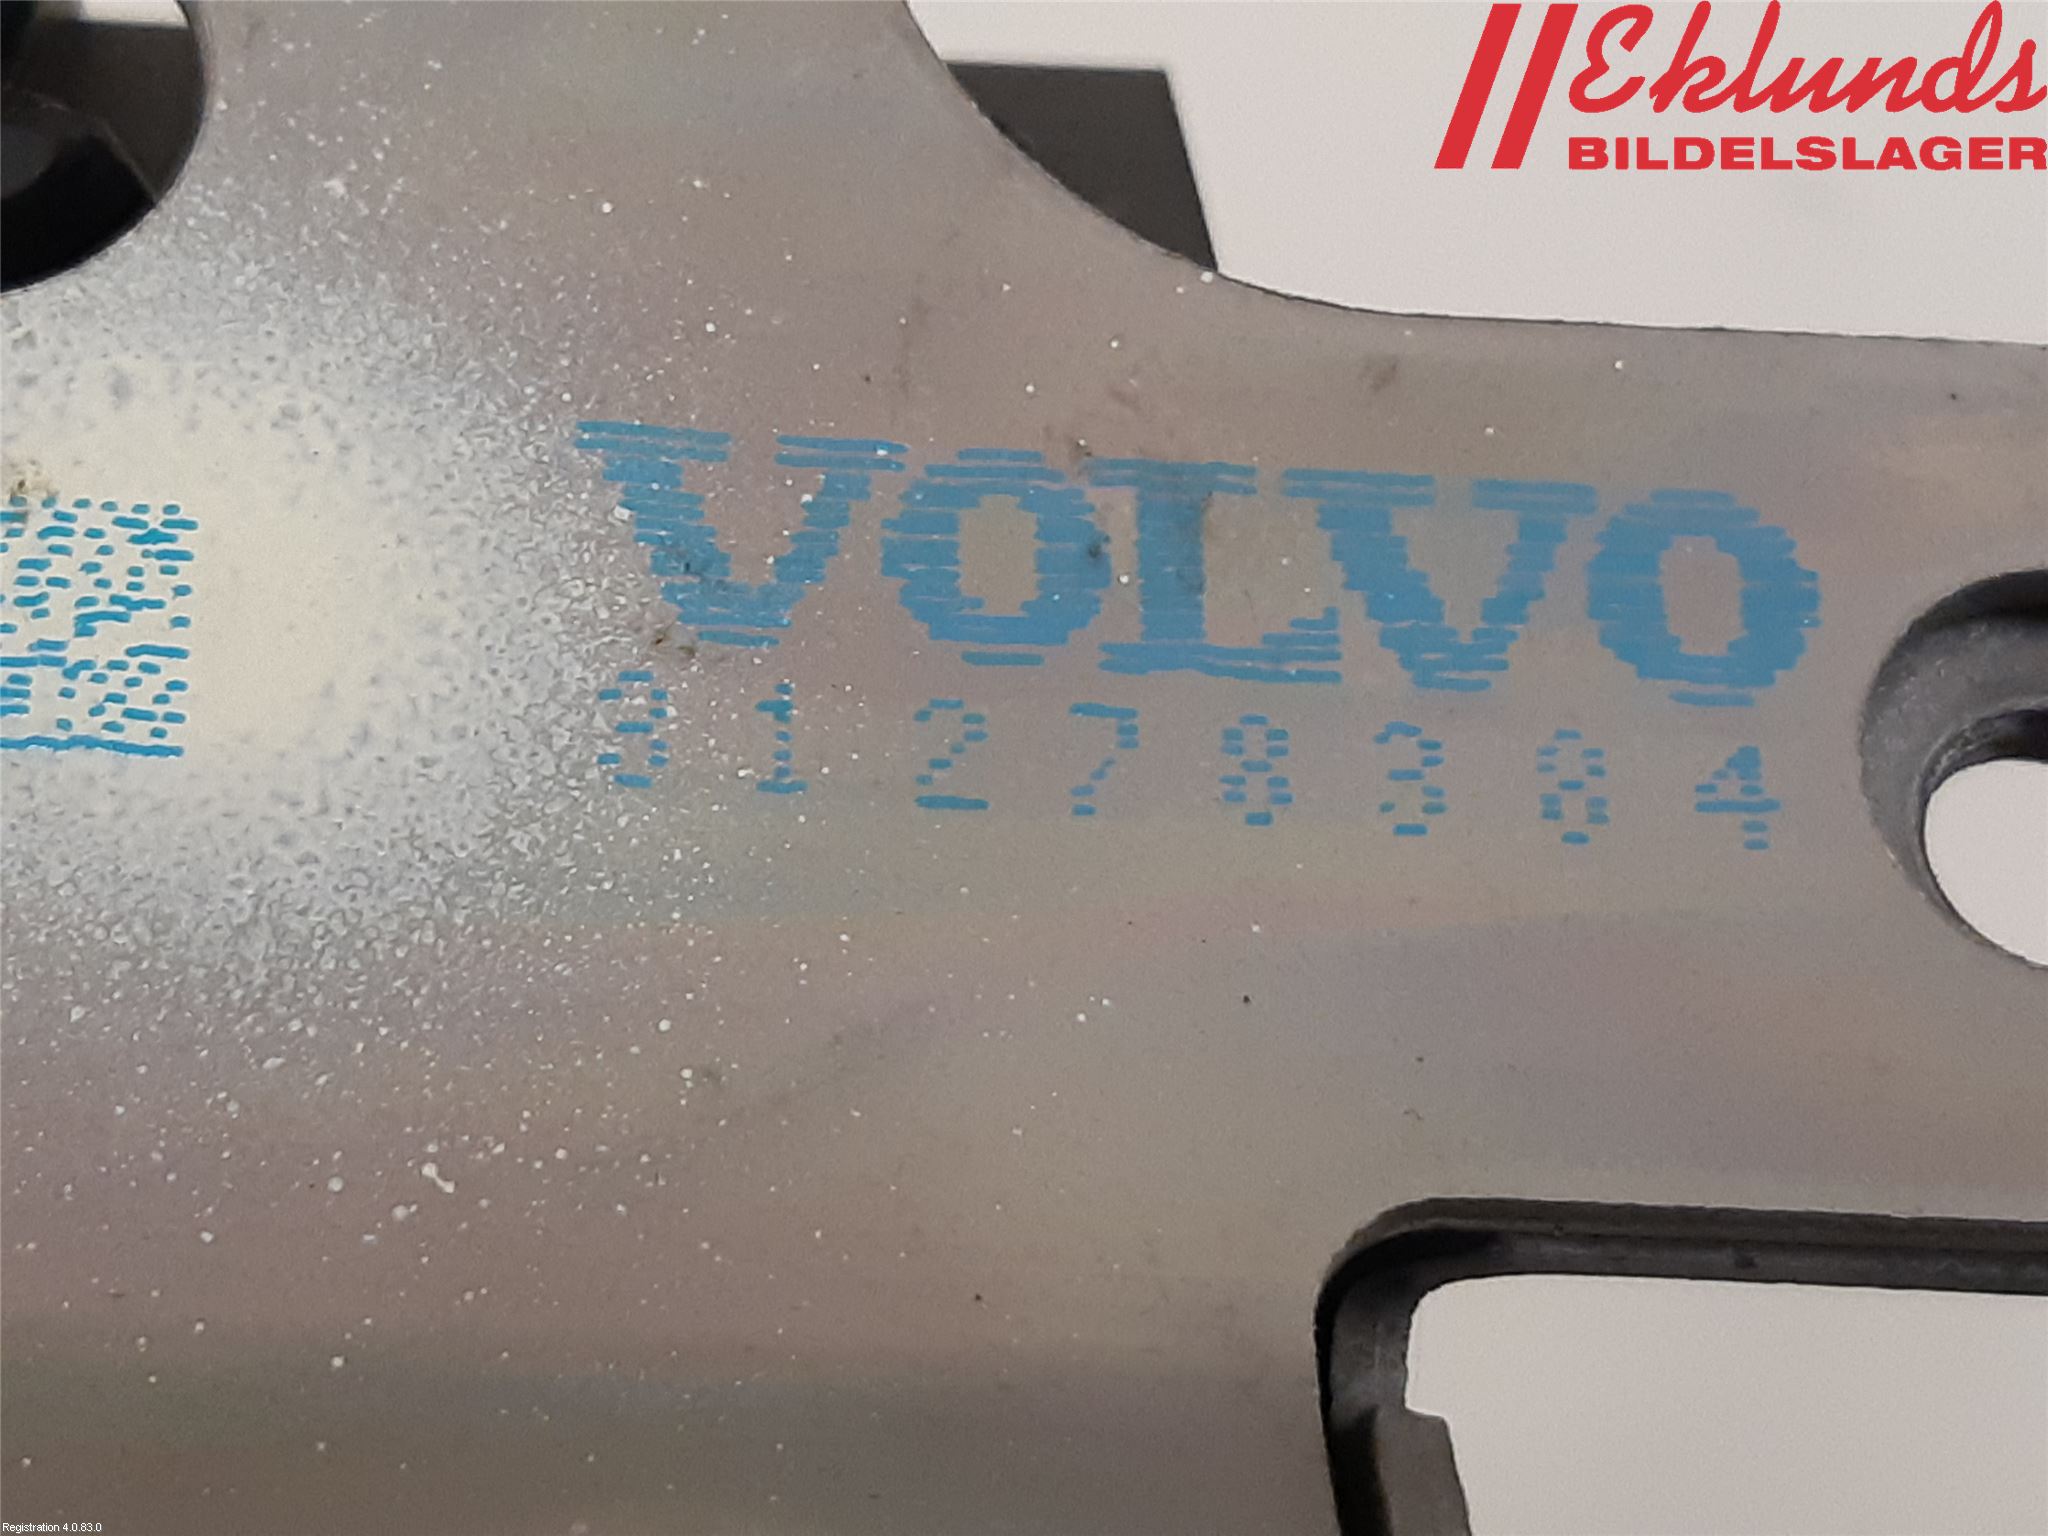 Eklunds
BILDELSLAGER
VOLVO
31278384
Registration 4.0.83.0